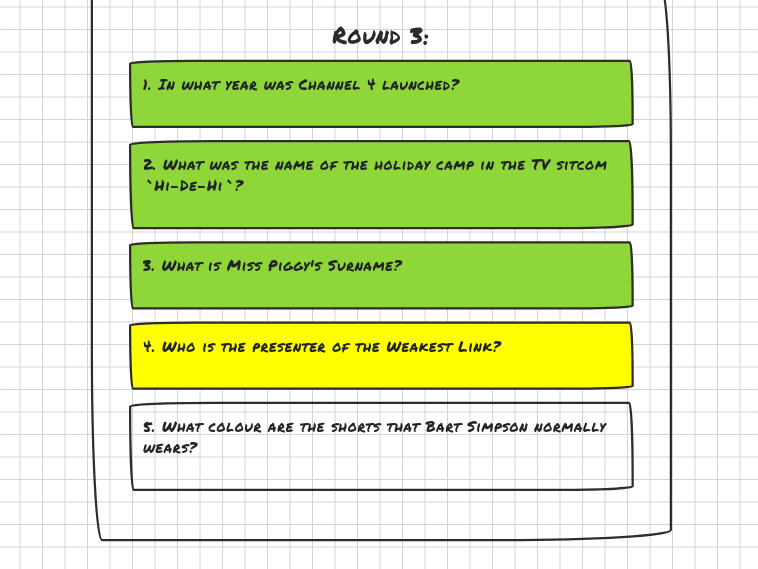 Round 3:
1. In what year was Channel 4 launched?
2. What was the name of the holiday camp in the TV sitcom
`Hi-De-Hi`?
3. What is Miss Piggy's Surname?
4. Who is the presenter of the Weakest Link?
5. What colour are the shorts that Bart Simpson normally
wears?